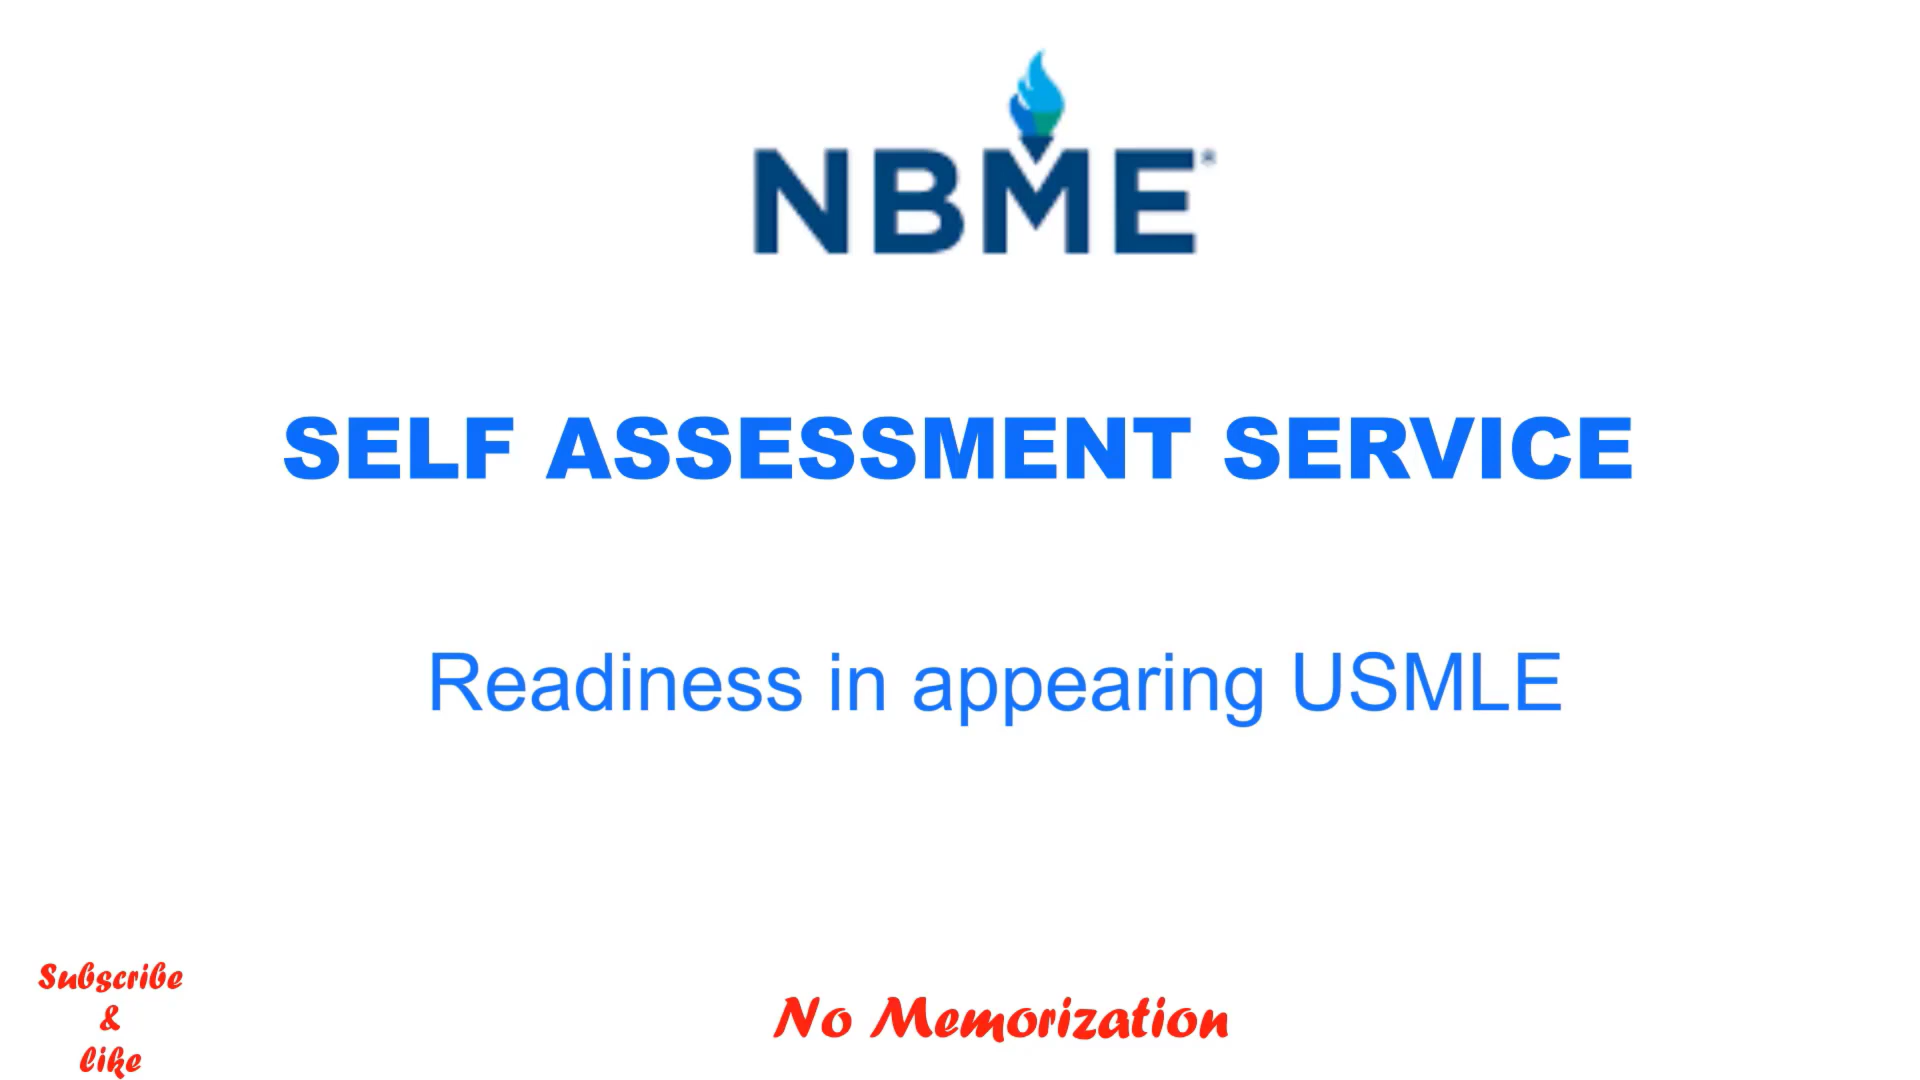 NBME®
SELF ASSESSMENT SERVICE
Readiness in appearing USMLE
Subscribe
&
like
No Memorization